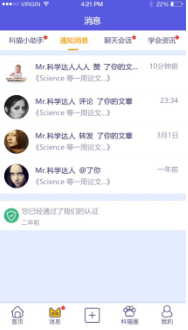 VIRGIN
4:21 PM
22%
消息
科猫小助手
通知消息
聊天会话
学会资讯
Mr.科学达人人人 赞 了你的文...
10分钟前
《Science 等一周论文...》
Mr.科学达人 评论 了你的文章
23:34
《Science 等一周论文...》
Mr.科学达人 转发 了你的文章
3月1日
《Science 等一周论文...》
Mr.科学达人 @了你
一周前
《Science 等一周论文...》
您已经通过了我们的认证
二年前
首页
消息
科猫圈
我的